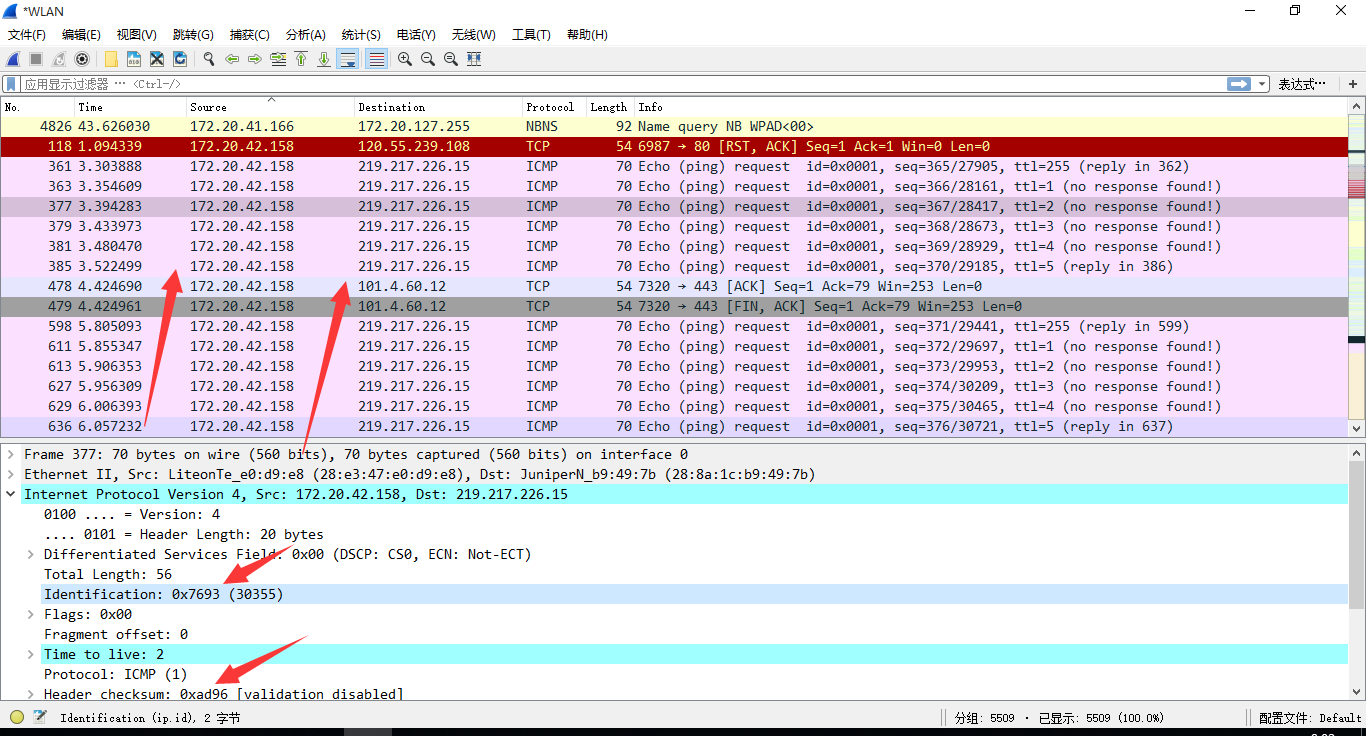 *WLAN
文件(F) 编辑(E) 视图(V) 跳转(G) 捕获(C) 分析(A) 统计(S) 电话(Y) 无线(W) 工具(T) 帮助(H)
应用显示过滤器 … <Ctrl-/> 表达式… +
No. Time Source Destination Protocol Length Info
4826 43.626030 172.20.41.166 172.20.127.255 NBNS 92 Name query NB WPAD<00>
118 1.094339 172.20.42.158 120.55.239.108 TCP 54 6987 → 80 [RST, ACK] Seq=1 Ack=1 Win=0 Len=0
361 3.303888 172.20.42.158 219.217.226.15 ICMP 70 Echo (ping) request id=0x0001, seq=365/27905, ttl=255 (reply in 362)
363 3.354609 172.20.42.158 219.217.226.15 ICMP 70 Echo (ping) request id=0x0001, seq=366/28161, ttl=1 (no response found!)
377 3.394283 172.20.42.158 219.217.226.15 ICMP 70 Echo (ping) request id=0x0001, seq=367/28417, ttl=2 (no response found!)
379 3.433973 172.20.42.158 219.217.226.15 ICMP 70 Echo (ping) request id=0x0001, seq=368/28673, ttl=3 (no response found!)
381 3.480470 172.20.42.158 219.217.226.15 ICMP 70 Echo (ping) request id=0x0001, seq=369/28929, ttl=4 (no response found!)
385 3.522499 172.20.42.158 219.217.226.15 ICMP 70 Echo (ping) request id=0x0001, seq=370/29185, ttl=5 (reply in 386)
478 4.424690 172.20.42.158 101.4.60.12 TCP 54 7320 → 443 [ACK] Seq=1 Ack=79 Win=253 Len=0
479 4.424961 172.20.42.158 101.4.60.12 TCP 54 7320 → 443 [FIN, ACK] Seq=1 Ack=79 Win=253 Len=0
598 5.805093 172.20.42.158 219.217.226.15 ICMP 70 Echo (ping) request id=0x0001, seq=371/29441, ttl=255 (reply in 599)
611 5.855347 172.20.42.158 219.217.226.15 ICMP 70 Echo (ping) request id=0x0001, seq=372/29697, ttl=1 (no response found!)
613 5.906353 172.20.42.158 219.217.226.15 ICMP 70 Echo (ping) request id=0x0001, seq=373/29953, ttl=2 (no response found!)
627 5.956309 172.20.42.158 219.217.226.15 ICMP 70 Echo (ping) request id=0x0001, seq=374/30209, ttl=3 (no response found!)
629 6.006393 172.20.42.158 219.217.226.15 ICMP 70 Echo (ping) request id=0x0001, seq=375/30465, ttl=4 (no response found!)
636 6.057232 172.20.42.158 219.217.226.15 ICMP 70 Echo (ping) request id=0x0001, seq=376/30721, ttl=5 (reply in 637)
Frame 377: 70 bytes on wire (560 bits), 70 bytes captured (560 bits) on interface 0
Ethernet II, Src: LiteonTe_e0:d9:e8 (28:e3:47:e0:d9:e8), Dst: JuniperN_b9:49:7b (28:8a:1c:b9:49:7b)
Internet Protocol Version 4, Src: 172.20.42.158, Dst: 219.217.226.15
0100 .... = Version: 4
.... 0101 = Header Length: 20 bytes
Differentiated Services Field: 0x00 (DSCP: CS0, ECN: Not-ECT)
Total Length: 56
Identification: 0x7693 (30355)
Flags: 0x00
Fragment offset: 0
Time to live: 2
Protocol: ICMP (1)
Header checksum: 0xad96 [validation disabled]
Identification (ip.id), 2 字节 分组: 5509 · 已显示: 5509 (100.0%) 配置文件: Default